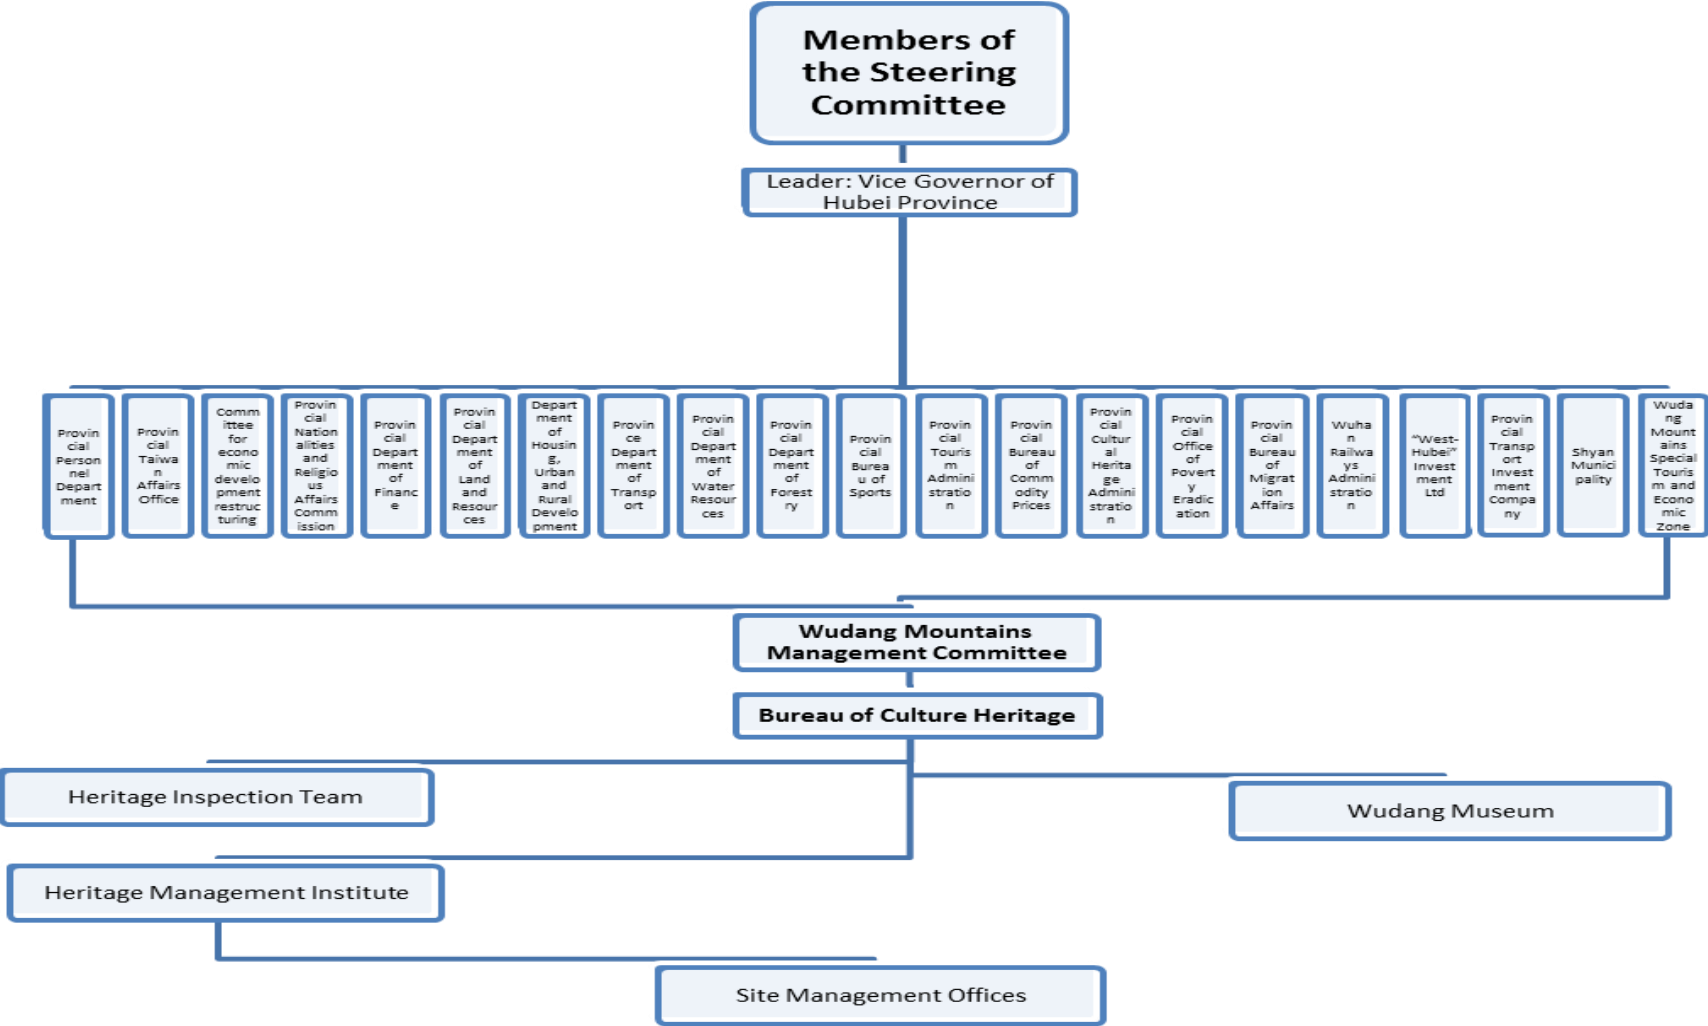 Members of
the Steering
Committee
Leader: Vice Governor of
Hubei Province
Provin
cial
Person
nel
Depart
ment
Provin
cial
Taiwa
n
Affairs
Office
Comm
ittee
for
econo
mic
develo
pment
restruc
turing
Provin
cial
Nation
alities
and
Religio
us
Affairs
Comm
ission
Provin
cial
Depart
ment
of
Financ
e
Provin
cial
Depart
ment
of
Land
and
Resour
ces
Depart
ment
of
Housin
g,
Urban
and
Rural
Develo
pment
Provin
ce
Depart
ment
of
Transp
ort
Provin
cial
Depart
ment
of
Water
Resour
ces
Provin
cial
Depart
ment
of
Forest
ry
Provin
cial
Burea
u of
Sports
Provin
cial
Touris
m
Admini
stratio
n
Provin
cial
Bureau
of
Comm
odity
Prices
Provin
cial
Cultur
al
Herita
ge
Admini
stratio
n
Provin
cial
Office
of
Povert
y
Eradic
ation
Provin
cial
Bureau
of
Migrat
ion
Affairs
Wuha
n
Railwa
ys
Admini
stratio
n
“West-
Hubei”
Invest
ment
Ltd
Provin
cial
Transp
ort
Invest
ment
Compa
ny
Shyan
Munici
pality
Wuda
ng
Mount
ains
Special
Touris
m and
Econo
mic
Zone
Wudang Mountains
Management Committee
Bureau of Culture Heritage
Heritage Inspection Team
Wudang Museum
Heritage Management Institute
Site Management Offices